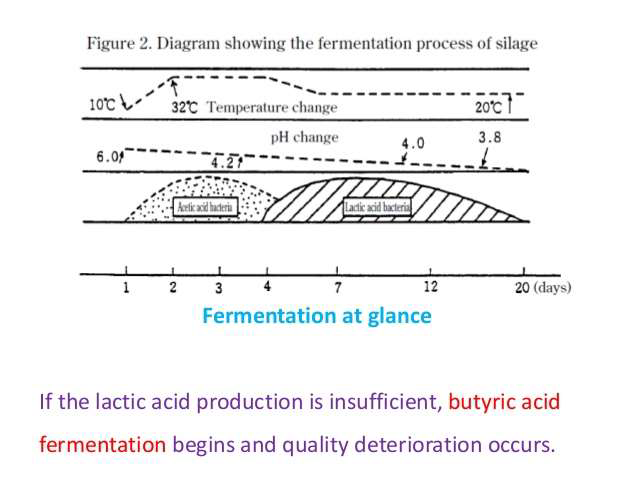 Figure 2. Diagram showing the fermentation process of silage
10℃ 32℃ Temperature change 20℃
pH change
6.0 4.2 4.0 3.8
Acetic acid bacteria Lactic acid bacteria
1 2 3 4 7 12 20 (days)
Fermentation at glance
If the lactic acid production is insufficient, butyric acid
fermentation begins and quality deterioration occurs.